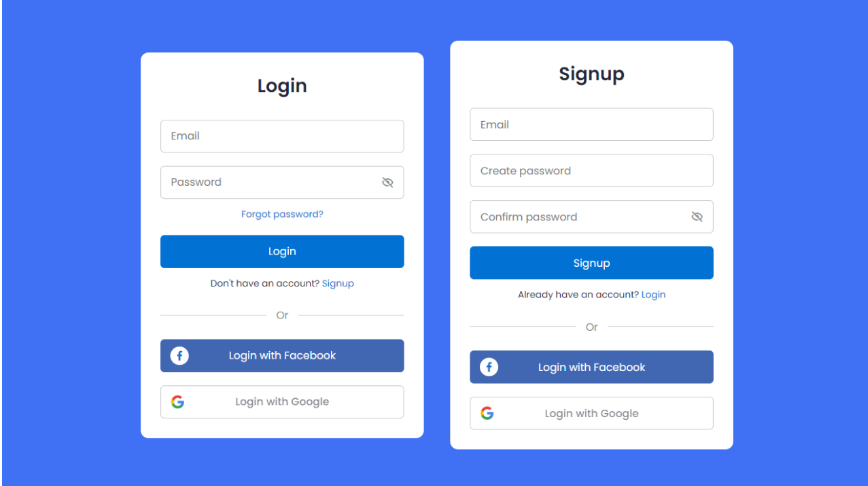 Login
Email
Password
Forgot password?
Login
Don't have an account? Signup
Or
Login with Facebook
Login with Google
Signup
Email
Create password
Confirm password
Signup
Already have an account? Login
Or
Login with Facebook
Login with Google